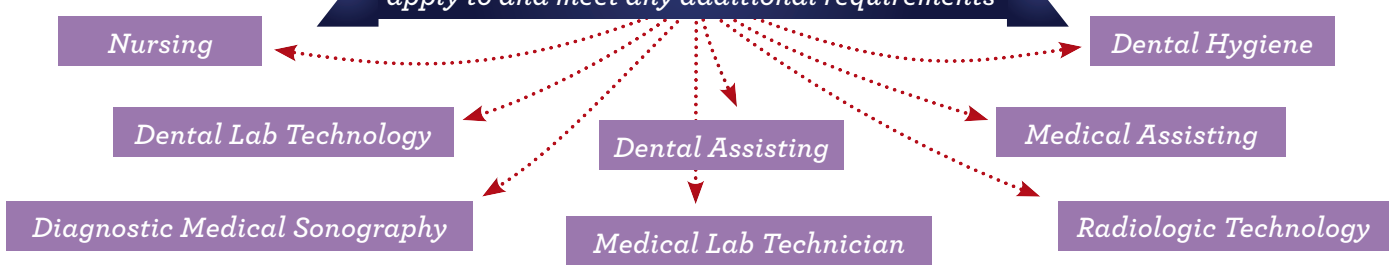 apply to and meet any additional requirements
Nursing
Dental Hygiene
Dental Lab Technology
Dental Assisting
Medical Assisting
Diagnostic Medical Sonography
Medical Lab Technician
Radiologic Technology